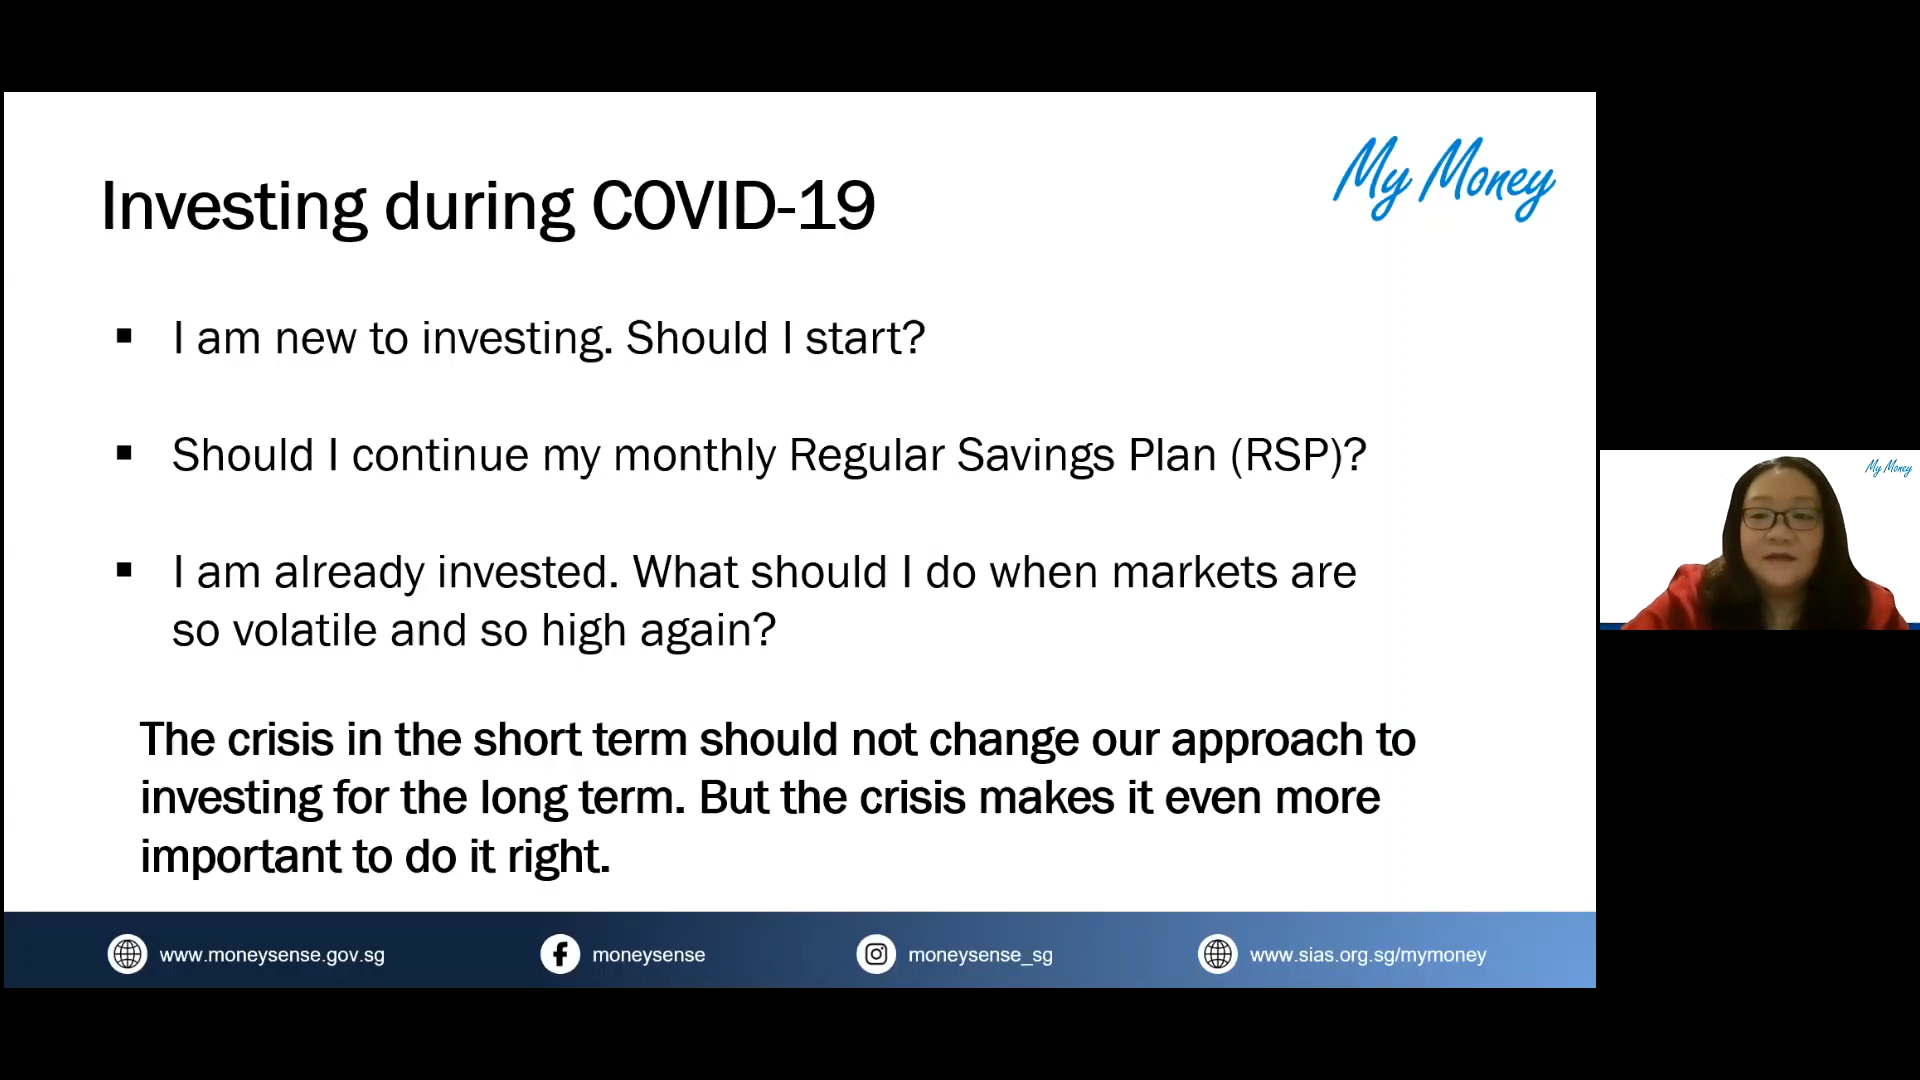 My Money
Investing during COVID-19
▪ I am new to investing. Should I start?
▪ Should I continue my monthly Regular Savings Plan (RSP)?
▪ I am already invested. What should I do when markets are
so volatile and so high again?
The crisis in the short term should not change our approach to
investing for the long term. But the crisis makes it even more
important to do it right.
www.moneysense.gov.sg
moneysense
moneysense_sg
www.sias.org.sg/mymoney
My Money